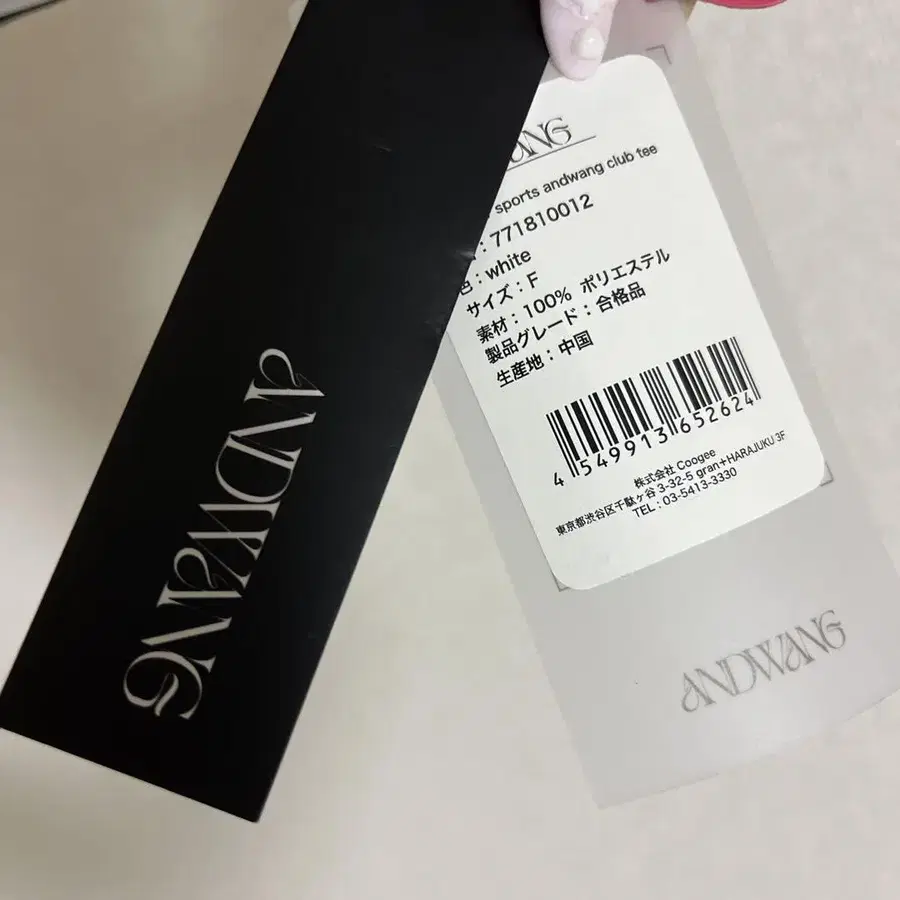 ANDWANG
sports andwang club tee
: 771810012
色 : white
サイズ : F
素材 : 100% ポリエステル
製品グレード : 合格品
生産地 : 中国
4 549913 652624
株式会社 Coogee
東京都渋谷区千駄ヶ谷 3-32-5 gran+HARAJUKU 3F
TEL : 03-5413-3330
ANDWANG